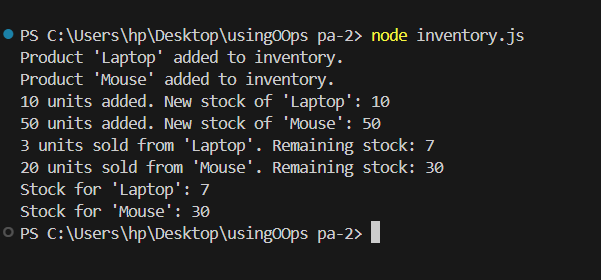 PS C:\Users\hp\Desktop\usingOOps pa-2> node inventory.js
Product 'Laptop' added to inventory.
Product 'Mouse' added to inventory.
10 units added. New stock of 'Laptop': 10
50 units added. New stock of 'Mouse': 50
3 units sold from 'Laptop'. Remaining stock: 7
20 units sold from 'Mouse'. Remaining stock: 30
Stock for 'Laptop': 7
Stock for 'Mouse': 30
PS C:\Users\hp\Desktop\usingOOps pa-2>